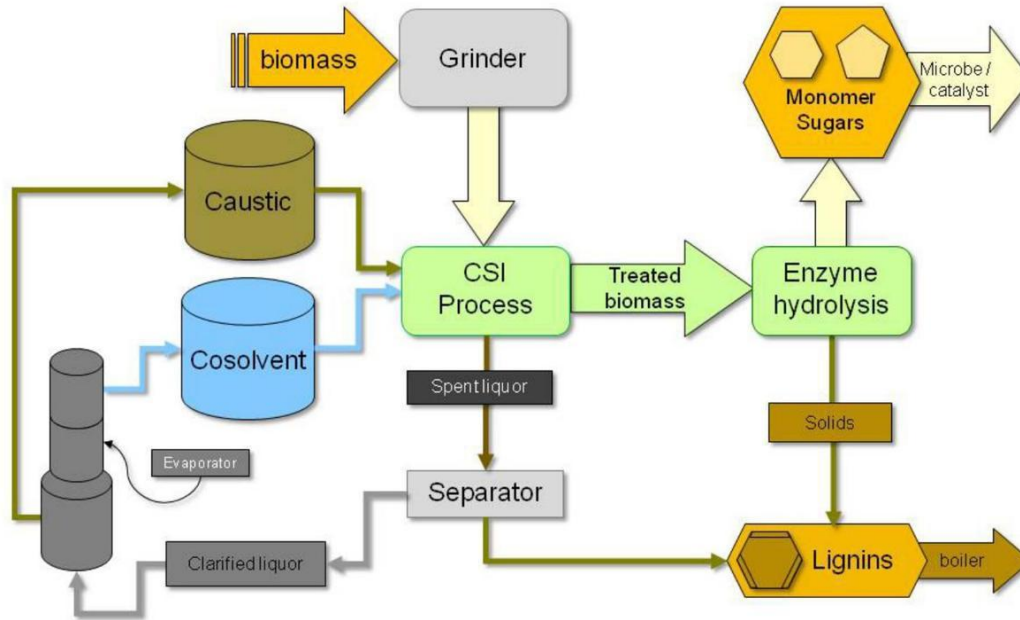 biomass
Grinder
Monomer
Sugars
Microbe /
catalyst
Caustic
CSI
Process
Treated
biomass
Enzyme
hydrolysis
Cosolvent
Spent liquor
Solids
Evaporator
Separator
Clarified liquor
Lignins
boiler